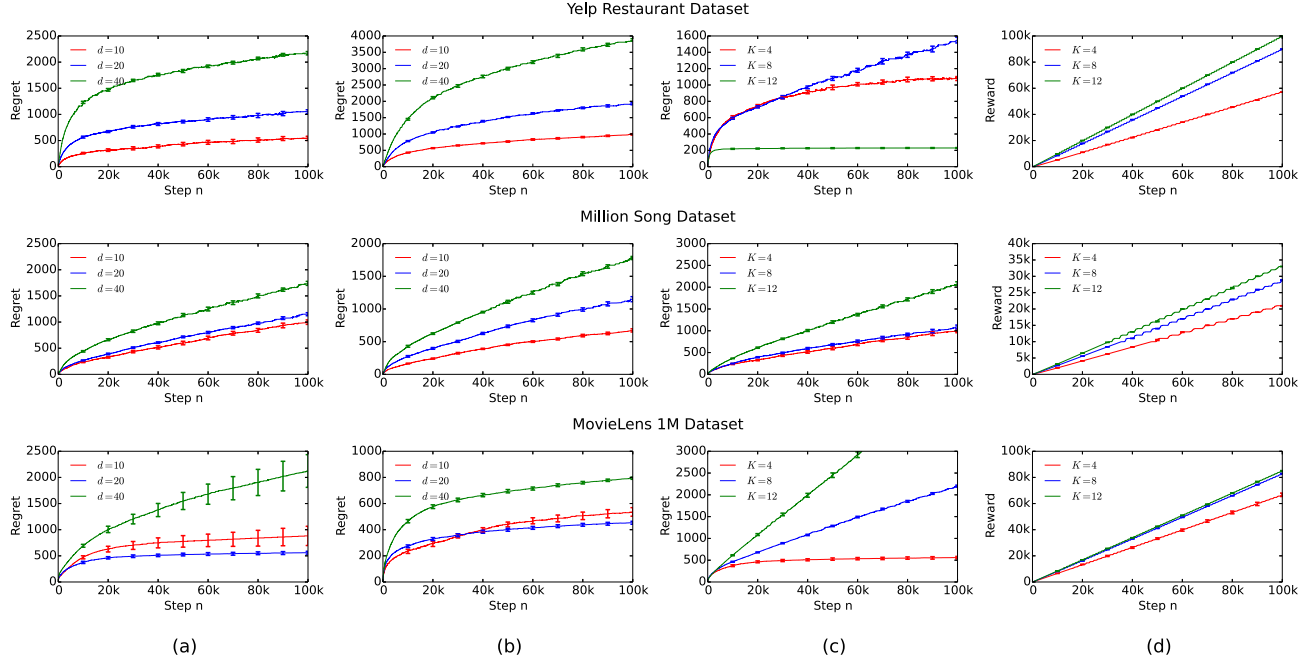 Yelp Restaurant Dataset
2500
2000
1500
1000
500
0
Regret
d=10
d=20
d=40
0 20k 40k 60k 80k 100k
Step n
4000
3500
3000
2500
2000
1500
1000
500
0
Regret
d=10
d=20
d=40
0 20k 40k 60k 80k 100k
Step n
1600
1400
1200
1000
800
600
400
200
0
Regret
K=4
K=8
K=12
0 20k 40k 60k 80k 100k
Step n
100k
80k
60k
40k
20k
0
Reward
K=4
K=8
K=12
0 20k 40k 60k 80k 100k
Step n
Million Song Dataset
2500
2000
1500
1000
500
0
Regret
d=10
d=20
d=40
0 20k 40k 60k 80k 100k
Step n
2000
1500
1000
500
0
Regret
d=10
d=20
d=40
0 20k 40k 60k 80k 100k
Step n
3000
2500
2000
1500
1000
500
0
Regret
K=4
K=8
K=12
0 20k 40k 60k 80k 100k
Step n
40k
35k
30k
25k
20k
15k
10k
5k
0
Reward
K=4
K=8
K=12
0 20k 40k 60k 80k 100k
Step n
MovieLens 1M Dataset
2500
2000
1500
1000
500
0
Regret
d=10
d=20
d=40
0 20k 40k 60k 80k 100k
Step n
1000
800
600
400
200
0
Regret
d=10
d=20
d=40
0 20k 40k 60k 80k 100k
Step n
3000
2500
2000
1500
1000
500
0
Regret
K=4
K=8
K=12
0 20k 40k 60k 80k 100k
Step n
100k
80k
60k
40k
20k
0
Reward
K=4
K=8
K=12
0 20k 40k 60k 80k 100k
Step n
(a) (b) (c) (d)